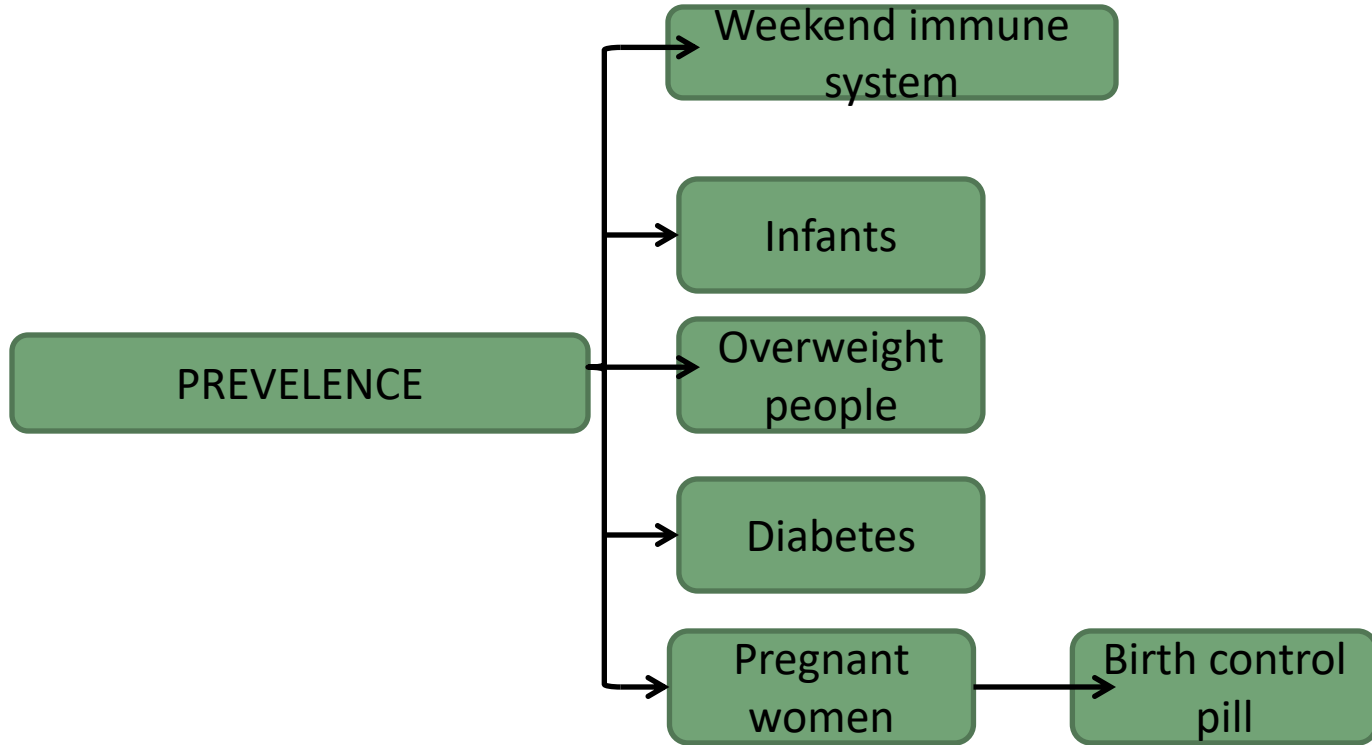 Weekend immune
system
Infants
PREVELENCE
Overweight
people
Diabetes
Pregnant
women
Birth control
pill